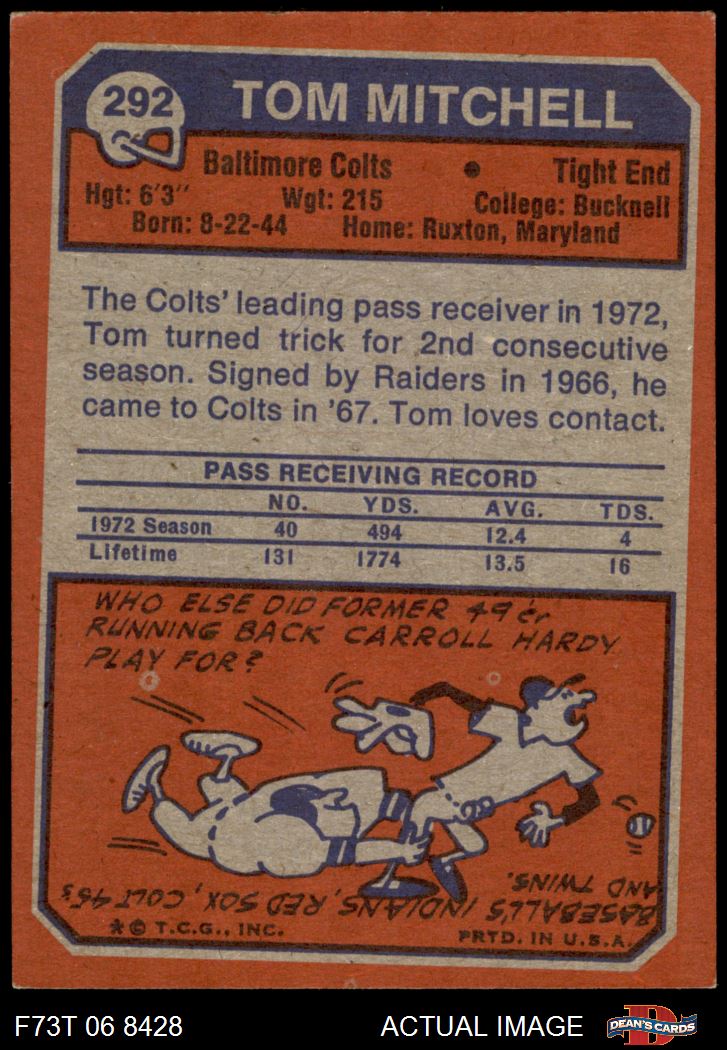 292
TOM MITCHELL
Baltimore Colts • Tight End
Hgt: 6'3" Wgt: 215 College: Bucknell
Born: 8-22-44 Home: Ruxton, Maryland
The Colts' leading pass receiver in 1972,
Tom turned trick for 2nd consecutive
season. Signed by Raiders in 1966, he
came to Colts in '67. Tom loves contact.
PASS RECEIVING RECORD
NO. YDS. AVG. TDS.
1972 Season 40 494 12.4 4
Lifetime 131 1774 13.5 16
WHO ELSE DID FORMER 49 er
RUNNING BACK CARROLL HARDY
PLAY FOR?
BASEBALL'S INDIANS, RED SOX, COLT 45's
AND TWINS.
* © T.C.G., INC. PRTD. IN U.S.A.
F73T 06 8428 ACTUAL IMAGE D DEAN'S CARDS